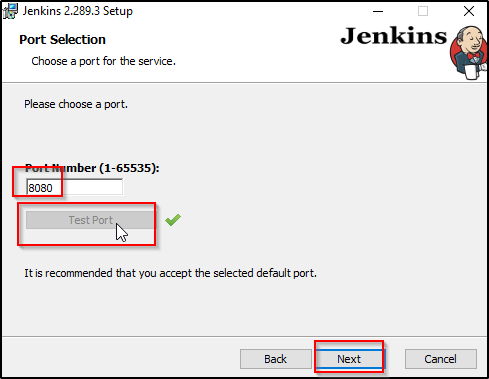 Jenkins 2.289.3 Setup
Port Selection
Choose a port for the service.
Jenkins
Please choose a port.
Port Number (1-65535):
8080
Test Port
It is recommended that you accept the selected default port.
Back
Next
Cancel